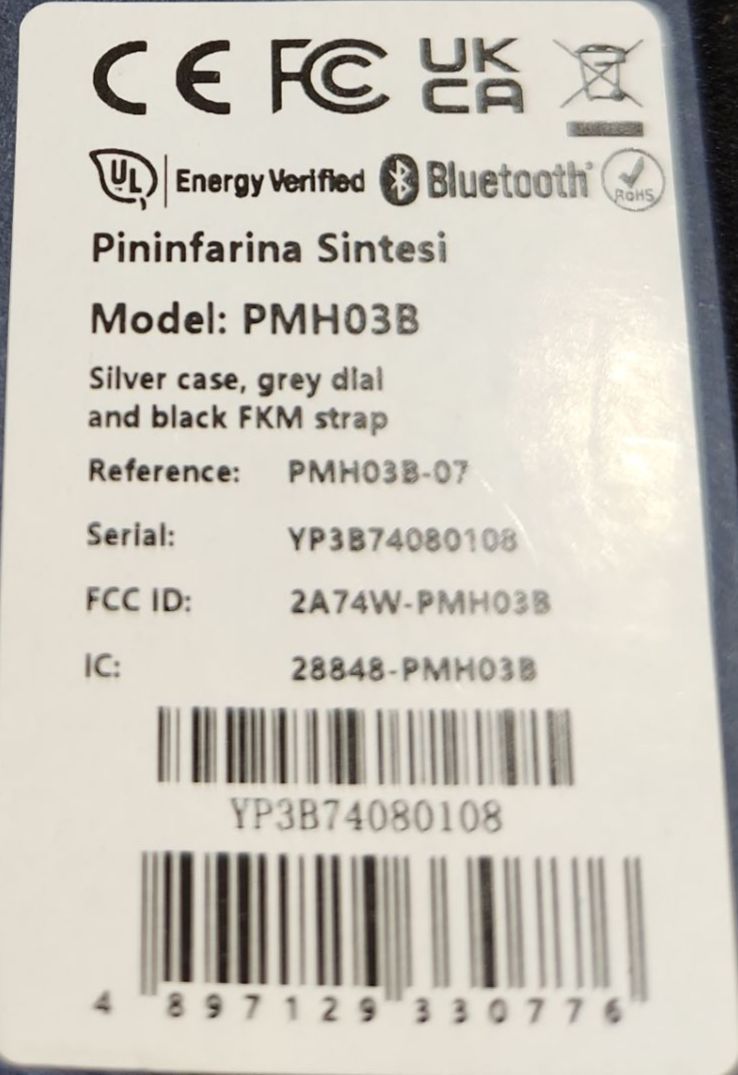 CE FC UK
CA
UL Energy Verified Bluetooth® RoHS
Pininfarina Sintesi
Model: PMH03B
Silver case, grey dial
and black FKM strap
Reference: PMH03B-07
Serial: YP3B74080108
FCC ID: 2A74W-PMH03B
IC: 28848-PMH03B
YP3B74080108
4 897129 330776